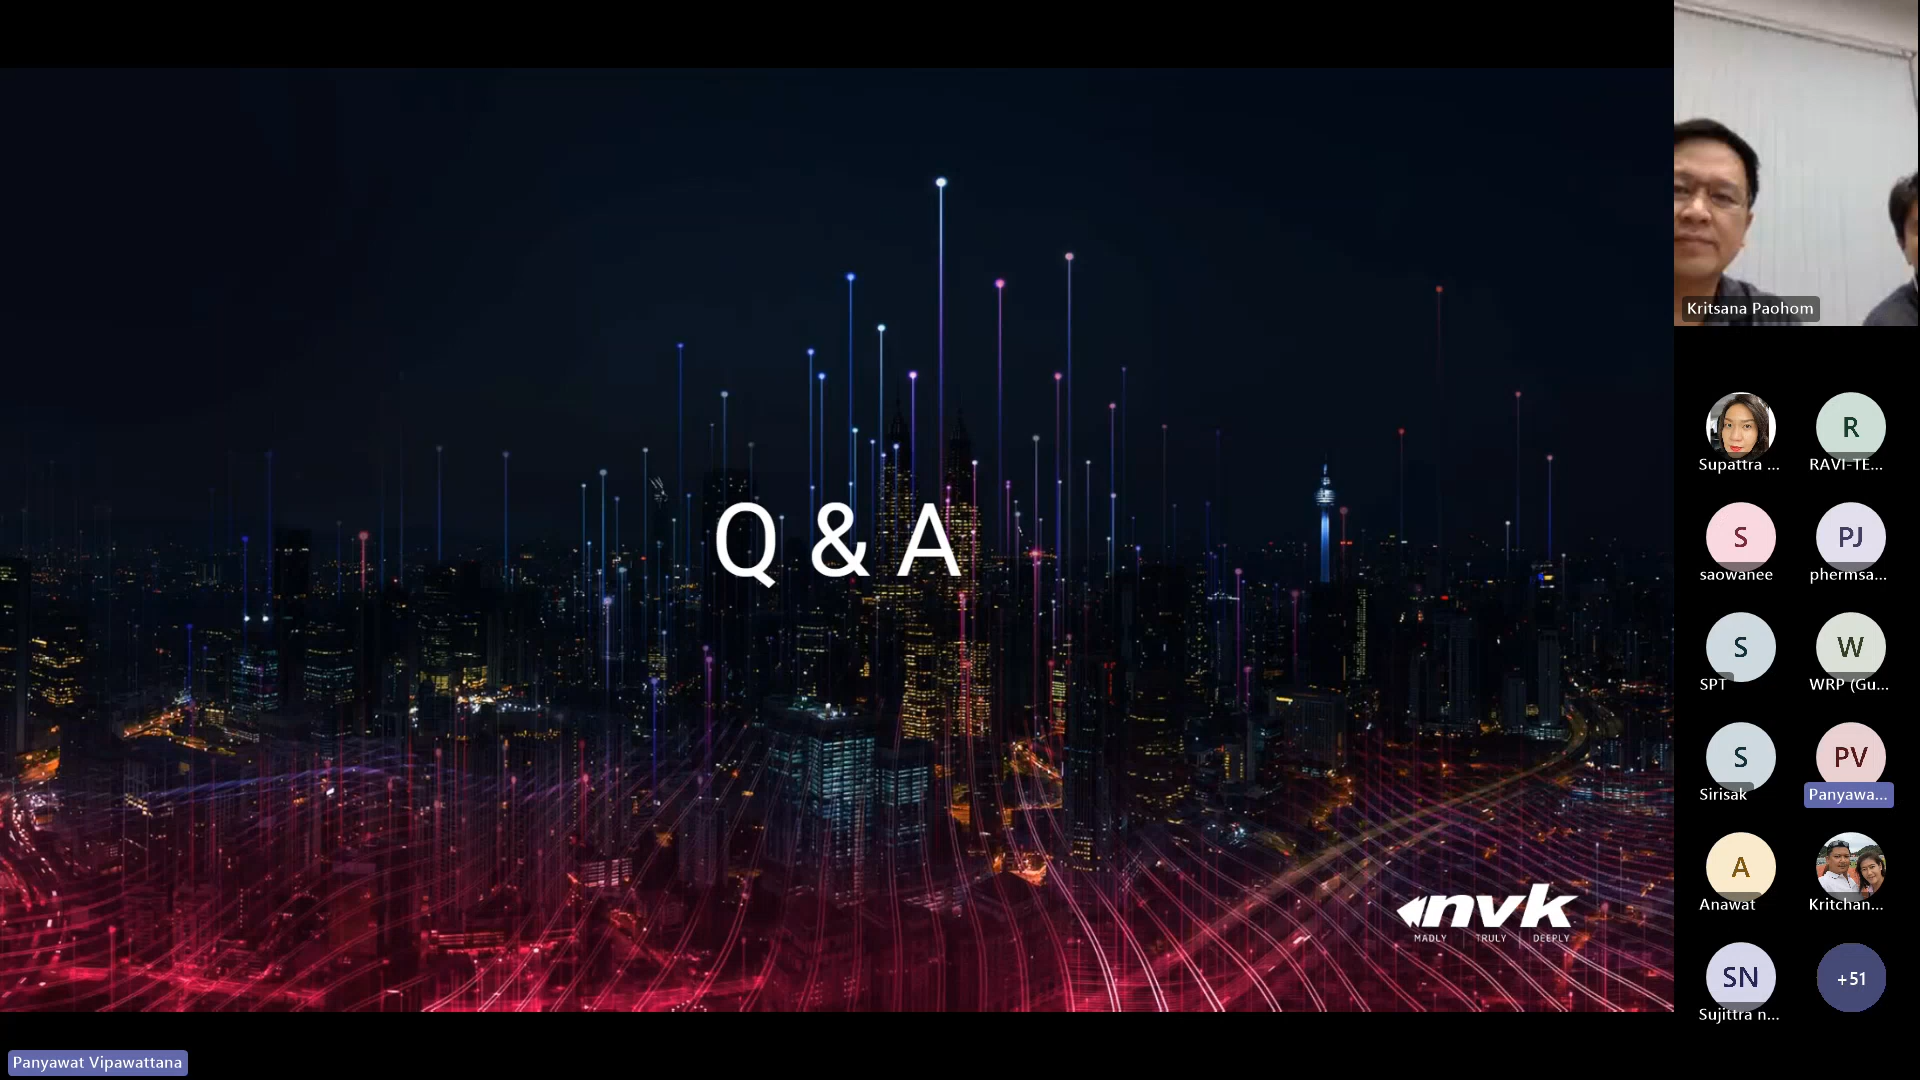 Q & A
nvk
MADLY | TRULY | DEEPLY
Panyawat Vipawattana
Kritsana Paohom
Supattra ...
R
RAVI-TE...
S
saowanee
PJ
phermsa...
S
SPT
W
WRP (Gu...
S
Sirisak
PV
Panyawa...
A
Anawat
Kritchan...
SN
Sujittra n...
+51